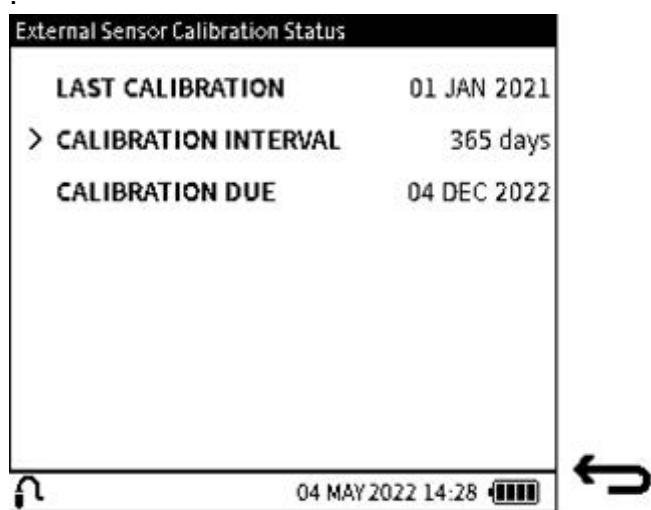 External Sensor Calibration Status
LAST CALIBRATION 01 JAN 2021
> CALIBRATION INTERVAL 365 days
CALIBRATION DUE 04 DEC 2022
04 MAY 2022 14:28